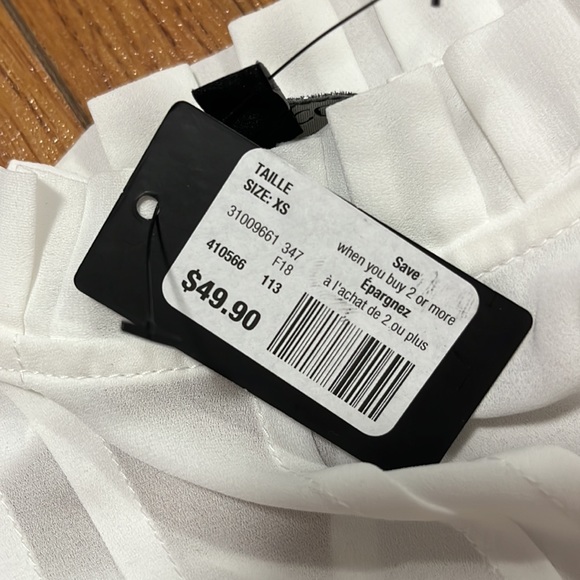 TAILLE
SIZE: XS
31009661 347
F18
410566 113
$49.90
Save
when you buy 2 or more
Épargnez
à l'achat de 2 ou plus